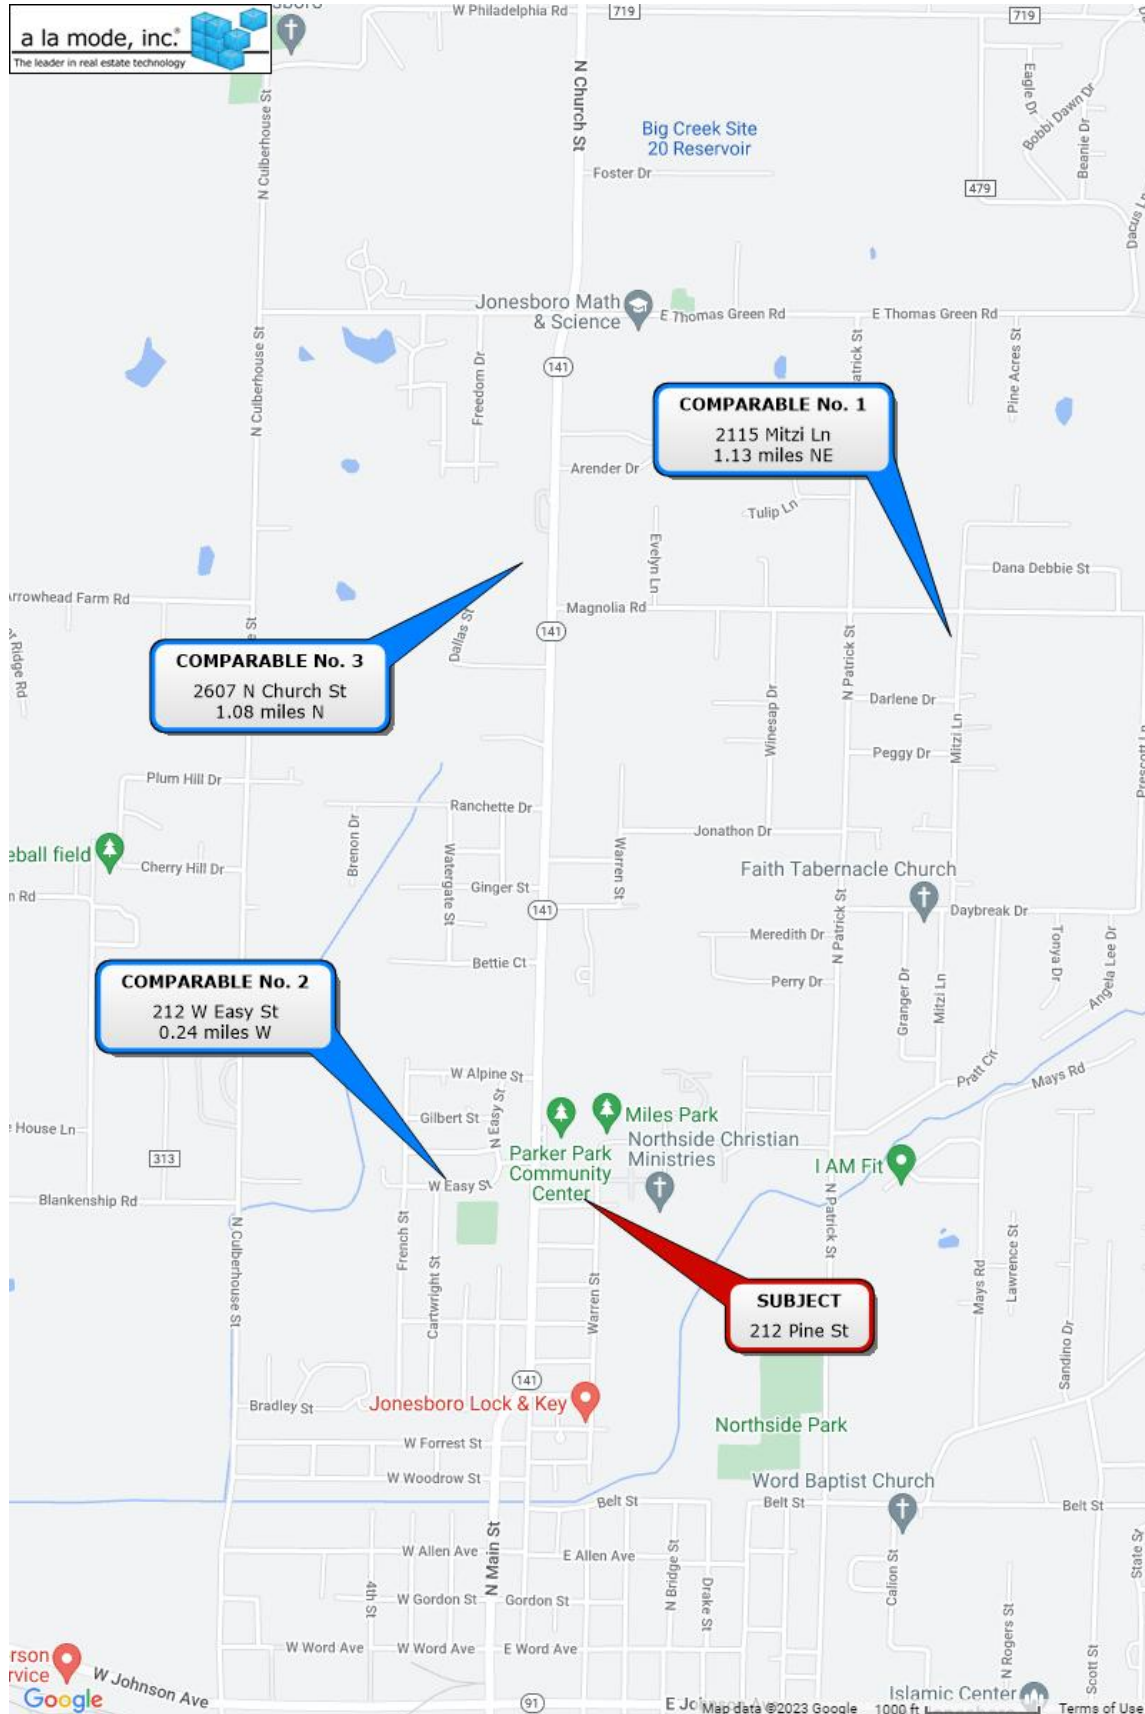 a la mode, inc.®
The leader in real estate technology
W Philadelphia Rd
719
719
N Church St
Eagle Dr
Bobbi Dawn Dr
Beanie Dr
Big Creek Site
20 Reservoir
Foster Dr
479
N Culberhouse St
Dacus Ln
Jonesboro Math
& Science
E Thomas Green Rd
E Thomas Green Rd
N Culberhouse St
Freedom Dr
141
Pine Acres St
COMPARABLE No. 1
2115 Mitzi Ln
1.13 miles NE
Arender Dr
Tulip Ln
Evelyn Ln
Dana Debbie St
Arrowhead Farm Rd
Magnolia Rd
141
Dallas St
Ridge Rd
COMPARABLE No. 3
2607 N Church St
1.08 miles N
N Patrick St
Darlene Dr
Winesap Dr
Mitzi Ln
Peggy Dr
Prescott Ln
Plum Hill Dr
Ranchette Dr
Brenon Dr
Watergate St
Warren St
Jonathon Dr
eball field
Cherry Hill Dr
Faith Tabernacle Church
Ginger St
n Rd
141
Daybreak Dr
N Patrick St
Meredith Dr
Bettie Ct
Perry Dr
Granger Dr
Mitzi Ln
Tonya Dr
Angela Lee Dr
COMPARABLE No. 2
212 W Easy St
0.24 miles W
W Alpine St
Pratt Cir
Mays Rd
Gilbert St
N Easy St
Miles Park
Parker Park
Community
Center
Northside Christian
Ministries
e House Ln
313
I AM Fit
W Easy St
Blankenship Rd
N Culberhouse St
French St
Cartwright St
Warren St
N Patrick St
Mays Rd
Lawrence St
SUBJECT
212 Pine St
Sandino Dr
141
Bradley St
Jonesboro Lock & Key
Northside Park
W Forrest St
W Woodrow St
Word Baptist Church
Belt St
Belt St
Belt St
N Main St
W Allen Ave
E Allen Ave
N Bridge St
Drake St
Calion St
State St
4th St
W Gordon St
Gordon St
W Word Ave
W Word Ave
E Word Ave
N Rogers St
Scott St
rson
rvice
W Johnson Ave
Google
91
Islamic Center
Map data ©2023 Google
1000 ft
Terms of Use